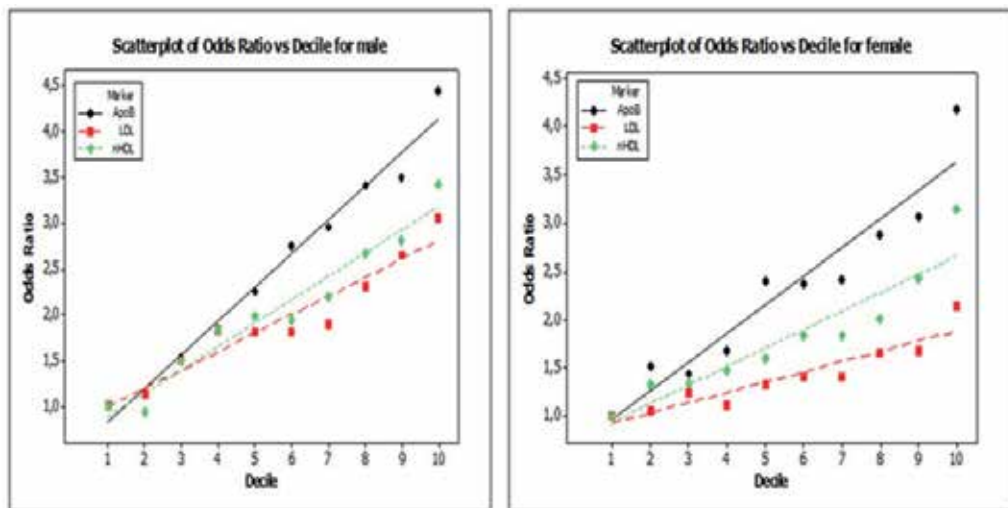 Scatterplot of Odds Ratio vs Decile for male
4,5
4,0
3,5
3,0
2,5
2,0
1,5
1,0
Odds Ratio
Marker
ApoB
LDL
nHDL
1 2 3 4 5 6 7 8 9 10
Decile
Scatterplot of Odds Ratio vs Decile for female
4,5
4,0
3,5
3,0
2,5
2,0
1,5
1,0
Odds Ratio
Marker
ApoB
LDL
nHDL
1 2 3 4 5 6 7 8 9 10
Decile